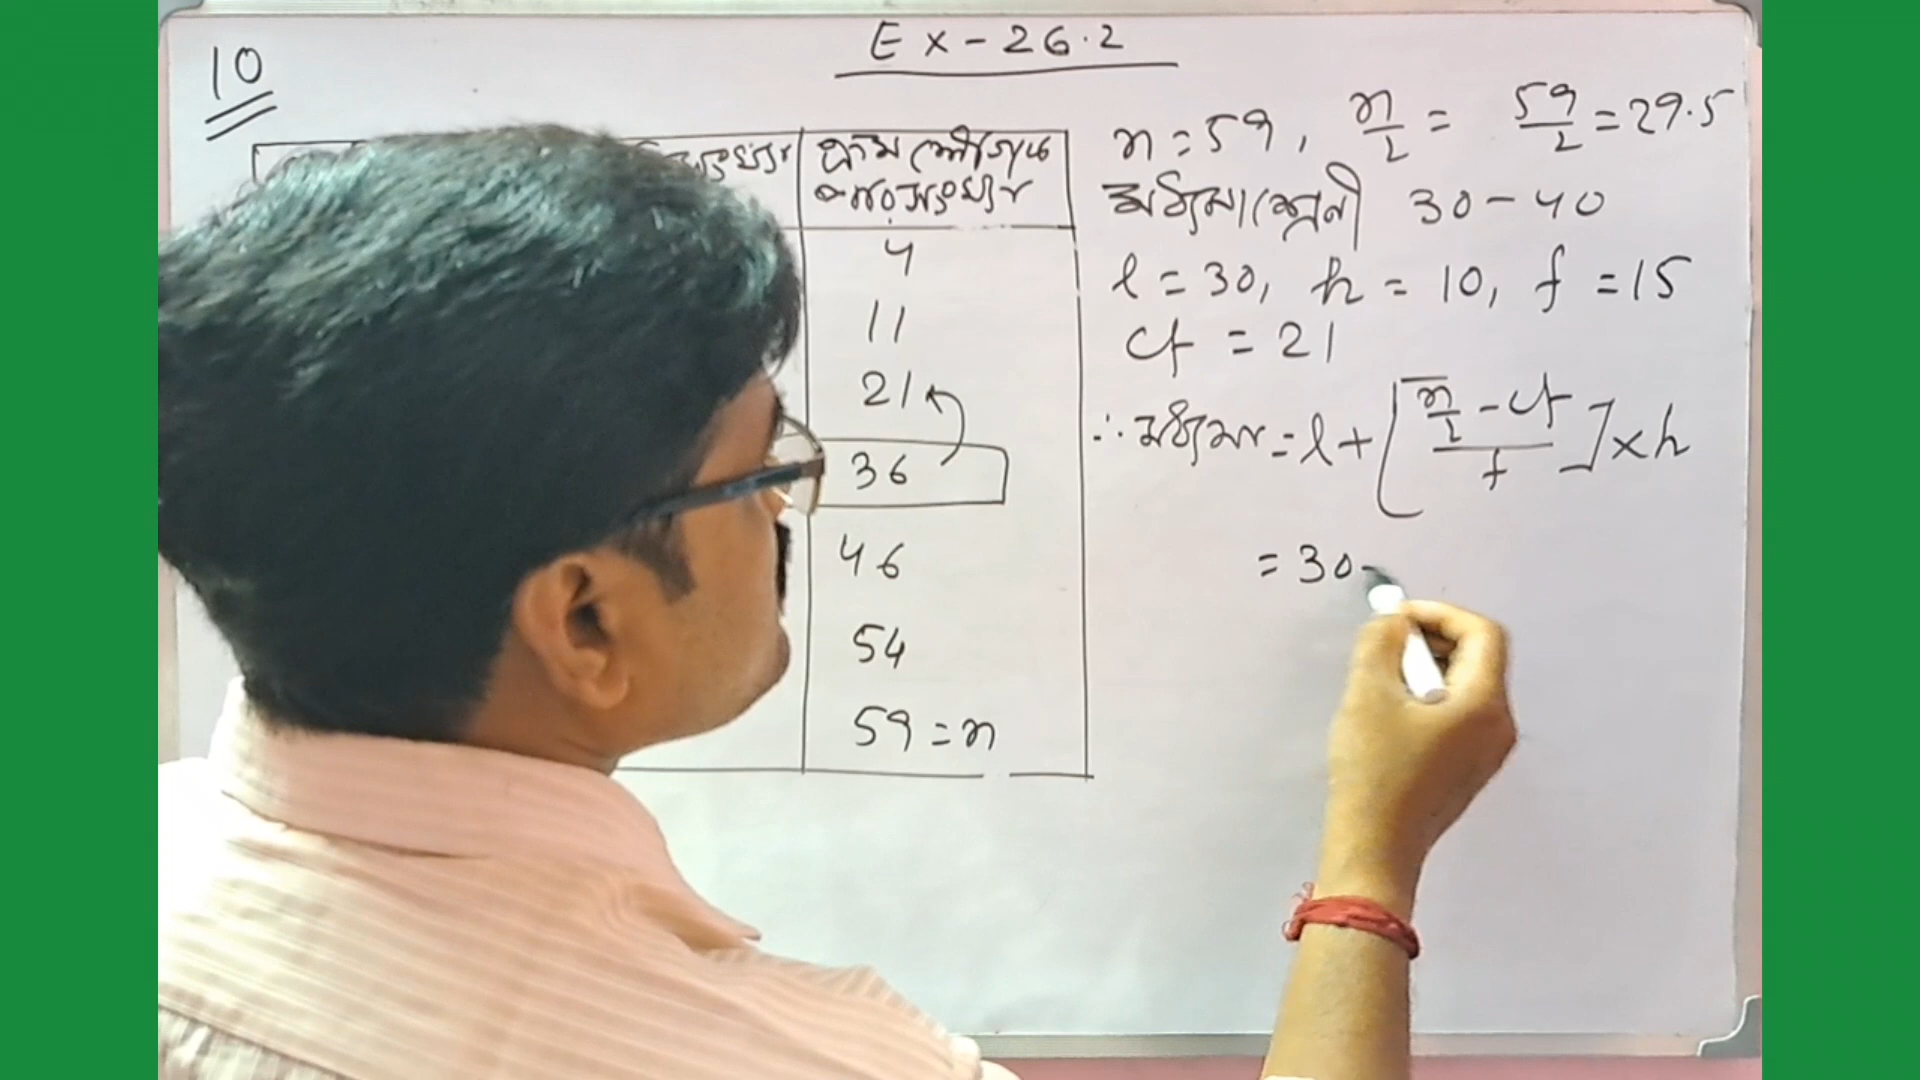 10
Ex-26.2
ক্রমযৌগিক
পরিসংখ্যা
4
11
21
36
46
54
59=n
n=59, n/2 = 59/2 =29.5
মধ্যমা শ্রেণী 30-40
l=30, h=10, f=15
cf = 21
∴মধ্যমা=l+[(n/2 -cf)/f]×h
= 30